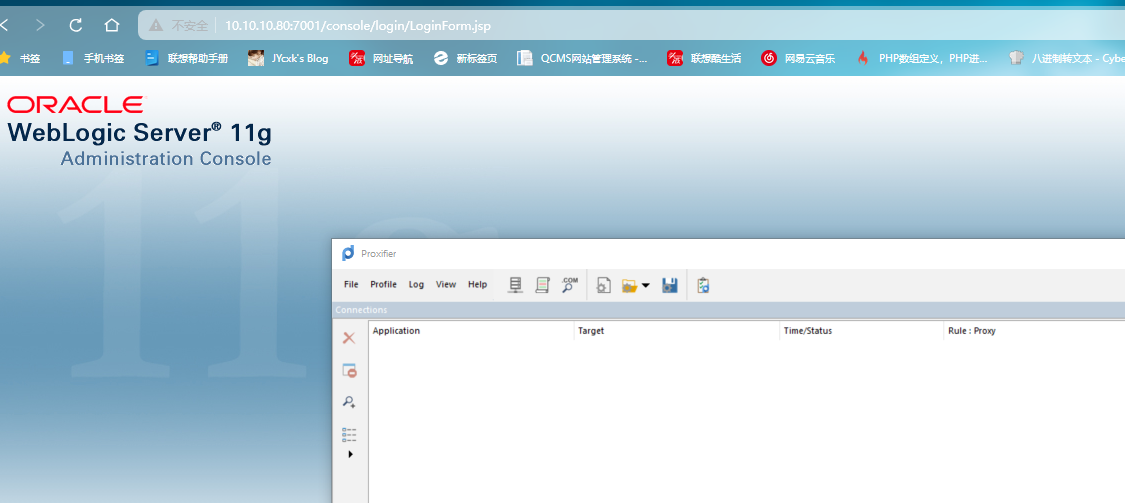 不安全 10.10.10.80:7001/console/login/LoginForm.jsp
书签 手机书签 联想帮助手册 JYcxk's Blog 网址导航 新标签页 QCMS网站管理系统 -... 联想酷生活 网易云音乐 PHP数组定义，PHP进... 八进制转文本 - Cybe
ORACLE
WebLogic Server® 11g
Administration Console
11g
Proxifier
File Profile Log View Help .COM
Connections
Application Target Time/Status Rule : Proxy